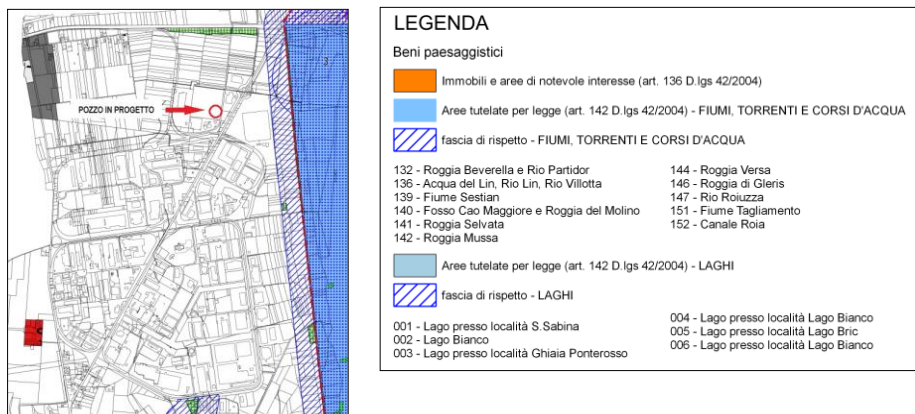 POZZO IN PROGETTO
3
LEGENDA
Beni paesaggistici
Immobili e aree di notevole interesse (art. 136 D.lgs 42/2004)
Aree tutelate per legge (art. 142 D.lgs 42/2004) - FIUMI, TORRENTI E CORSI D'ACQUA
fascia di rispetto - FIUMI, TORRENTI E CORSI D'ACQUA
132 - Roggia Beverella e Rio Partidor
136 - Acqua del Lin, Rio Lin, Rio Villotta
139 - Fiume Sestian
140 - Fosso Cao Maggiore e Roggia del Molino
141 - Roggia Selvata
142 - Roggia Mussa
144 - Roggia Versa
146 - Roggia di Gleris
147 - Rio Roiuzza
151 - Fiume Tagliamento
152 - Canale Roia
Aree tutelate per legge (art. 142 D.lgs 42/2004) - LAGHI
fascia di rispetto - LAGHI
001 - Lago presso località S.Sabina
002 - Lago Bianco
003 - Lago presso località Ghiaia Ponterosso
004 - Lago presso località Lago Bianco
005 - Lago presso località Lago Bric
006 - Lago presso località Lago Bianco